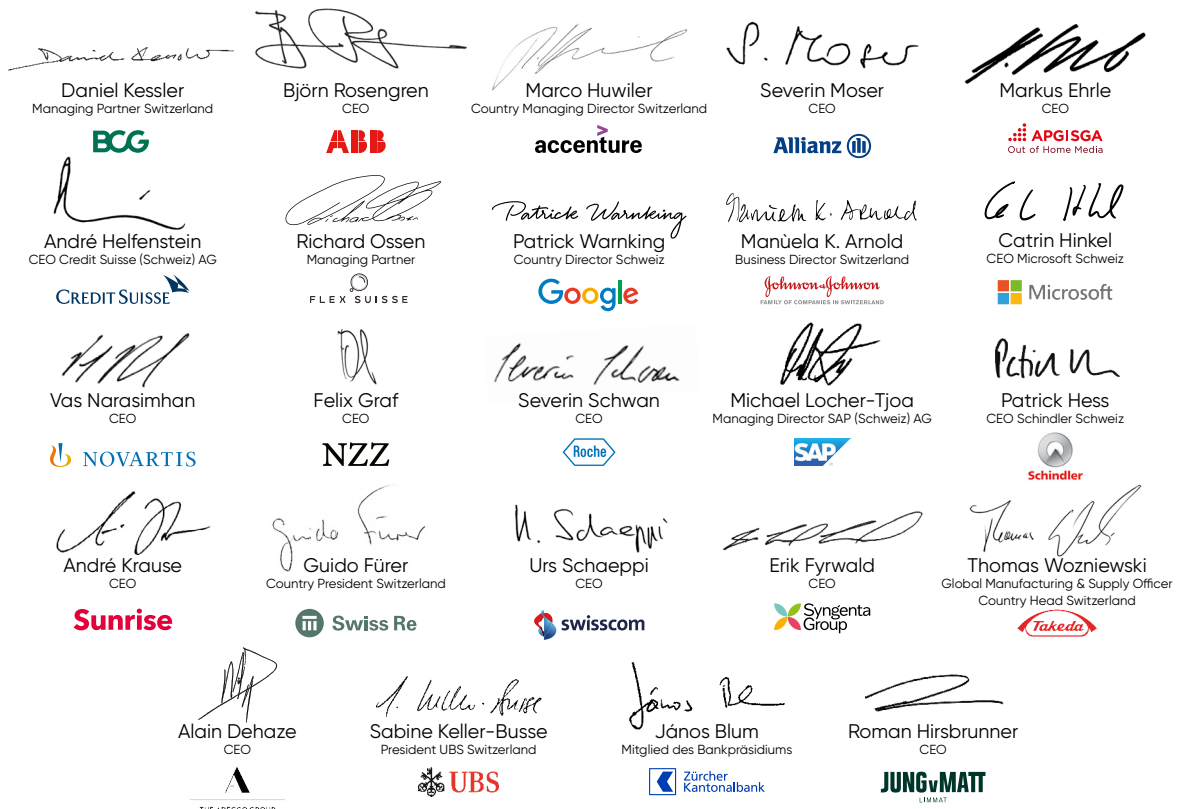 Daniel Kessler
Managing Partner Switzerland
BCG
Björn Rosengren
CEO
ABB
Marco Huwiler
Country Managing Director Switzerland
accenture
S. Moser
Severin Moser
CEO
Allianz
Markus Ehrle
CEO
APGISGA
Out of Home Media
André Helfenstein
CEO Credit Suisse (Schweiz) AG
CREDIT SUISSE
Richard Ossen
Managing Partner
FLEX SUISSE
Patrick Warnking
Patrick Warnking
Country Director Schweiz
Google
Manuela K. Arnold
Manùela K. Arnold
Business Director Switzerland
Johnson&Johnson
FAMILY OF COMPANIES IN SWITZERLAND
Catrin Hinkel
CEO Microsoft Schweiz
Microsoft
Vas Narasimhan
CEO
NOVARTIS
Felix Graf
CEO
NZZ
Severin Schwan
Severin Schwan
CEO
Roche
Michael Locher-Tjoa
Managing Director SAP (Schweiz) AG
SAP
Patrick Hess
CEO Schindler Schweiz
Schindler
André Krause
CEO
Sunrise
Guido Fürer
Guido Fürer
Country President Switzerland
Swiss Re
U. Schaeppi
Urs Schaeppi
CEO
swisscom
Erik Fyrwald
CEO
Syngenta
Group
Thomas Wozniewski
Global Manufacturing & Supply Officer
Country Head Switzerland
Takeda
Alain Dehaze
CEO
THE ADECCO GROUP
S. Keller-Busse
Sabine Keller-Busse
President UBS Switzerland
UBS
János Blum
Mitglied des Bankpräsidiums
Zürcher
Kantonalbank
Roman Hirsbrunner
CEO
JUNGvMATT
LIMMAT